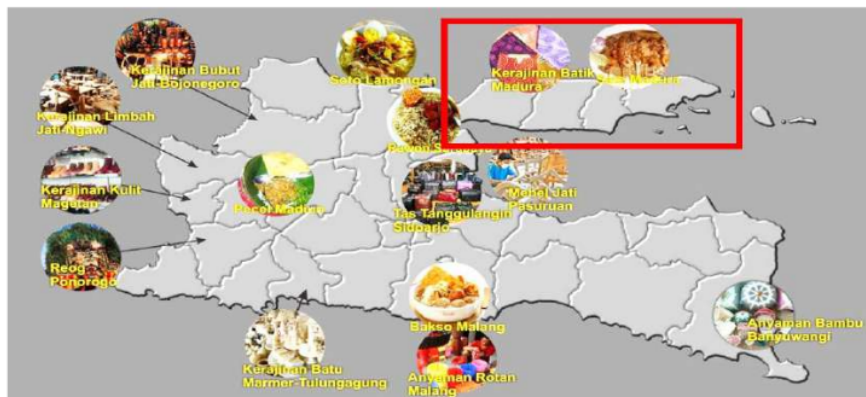 Kerajinan Bubut
Jati-Bojonegoro
Soto Lamongan
Kerajinan Batik
Madura
Madura
Kerajinan Limbah
Jati-Ngawi
Kerajinan Kulit
Magetan
Pecel Madiun
Tas Tanggulangin
Sidoarjo
Mebel Jati
Pasuruan
Reog
Ponorogo
Bakso Malang
Anyaman Bambu
Banyuwangi
Kerajinan Batu
Marmer-Tulungagung
Anyaman Rotan
Malang